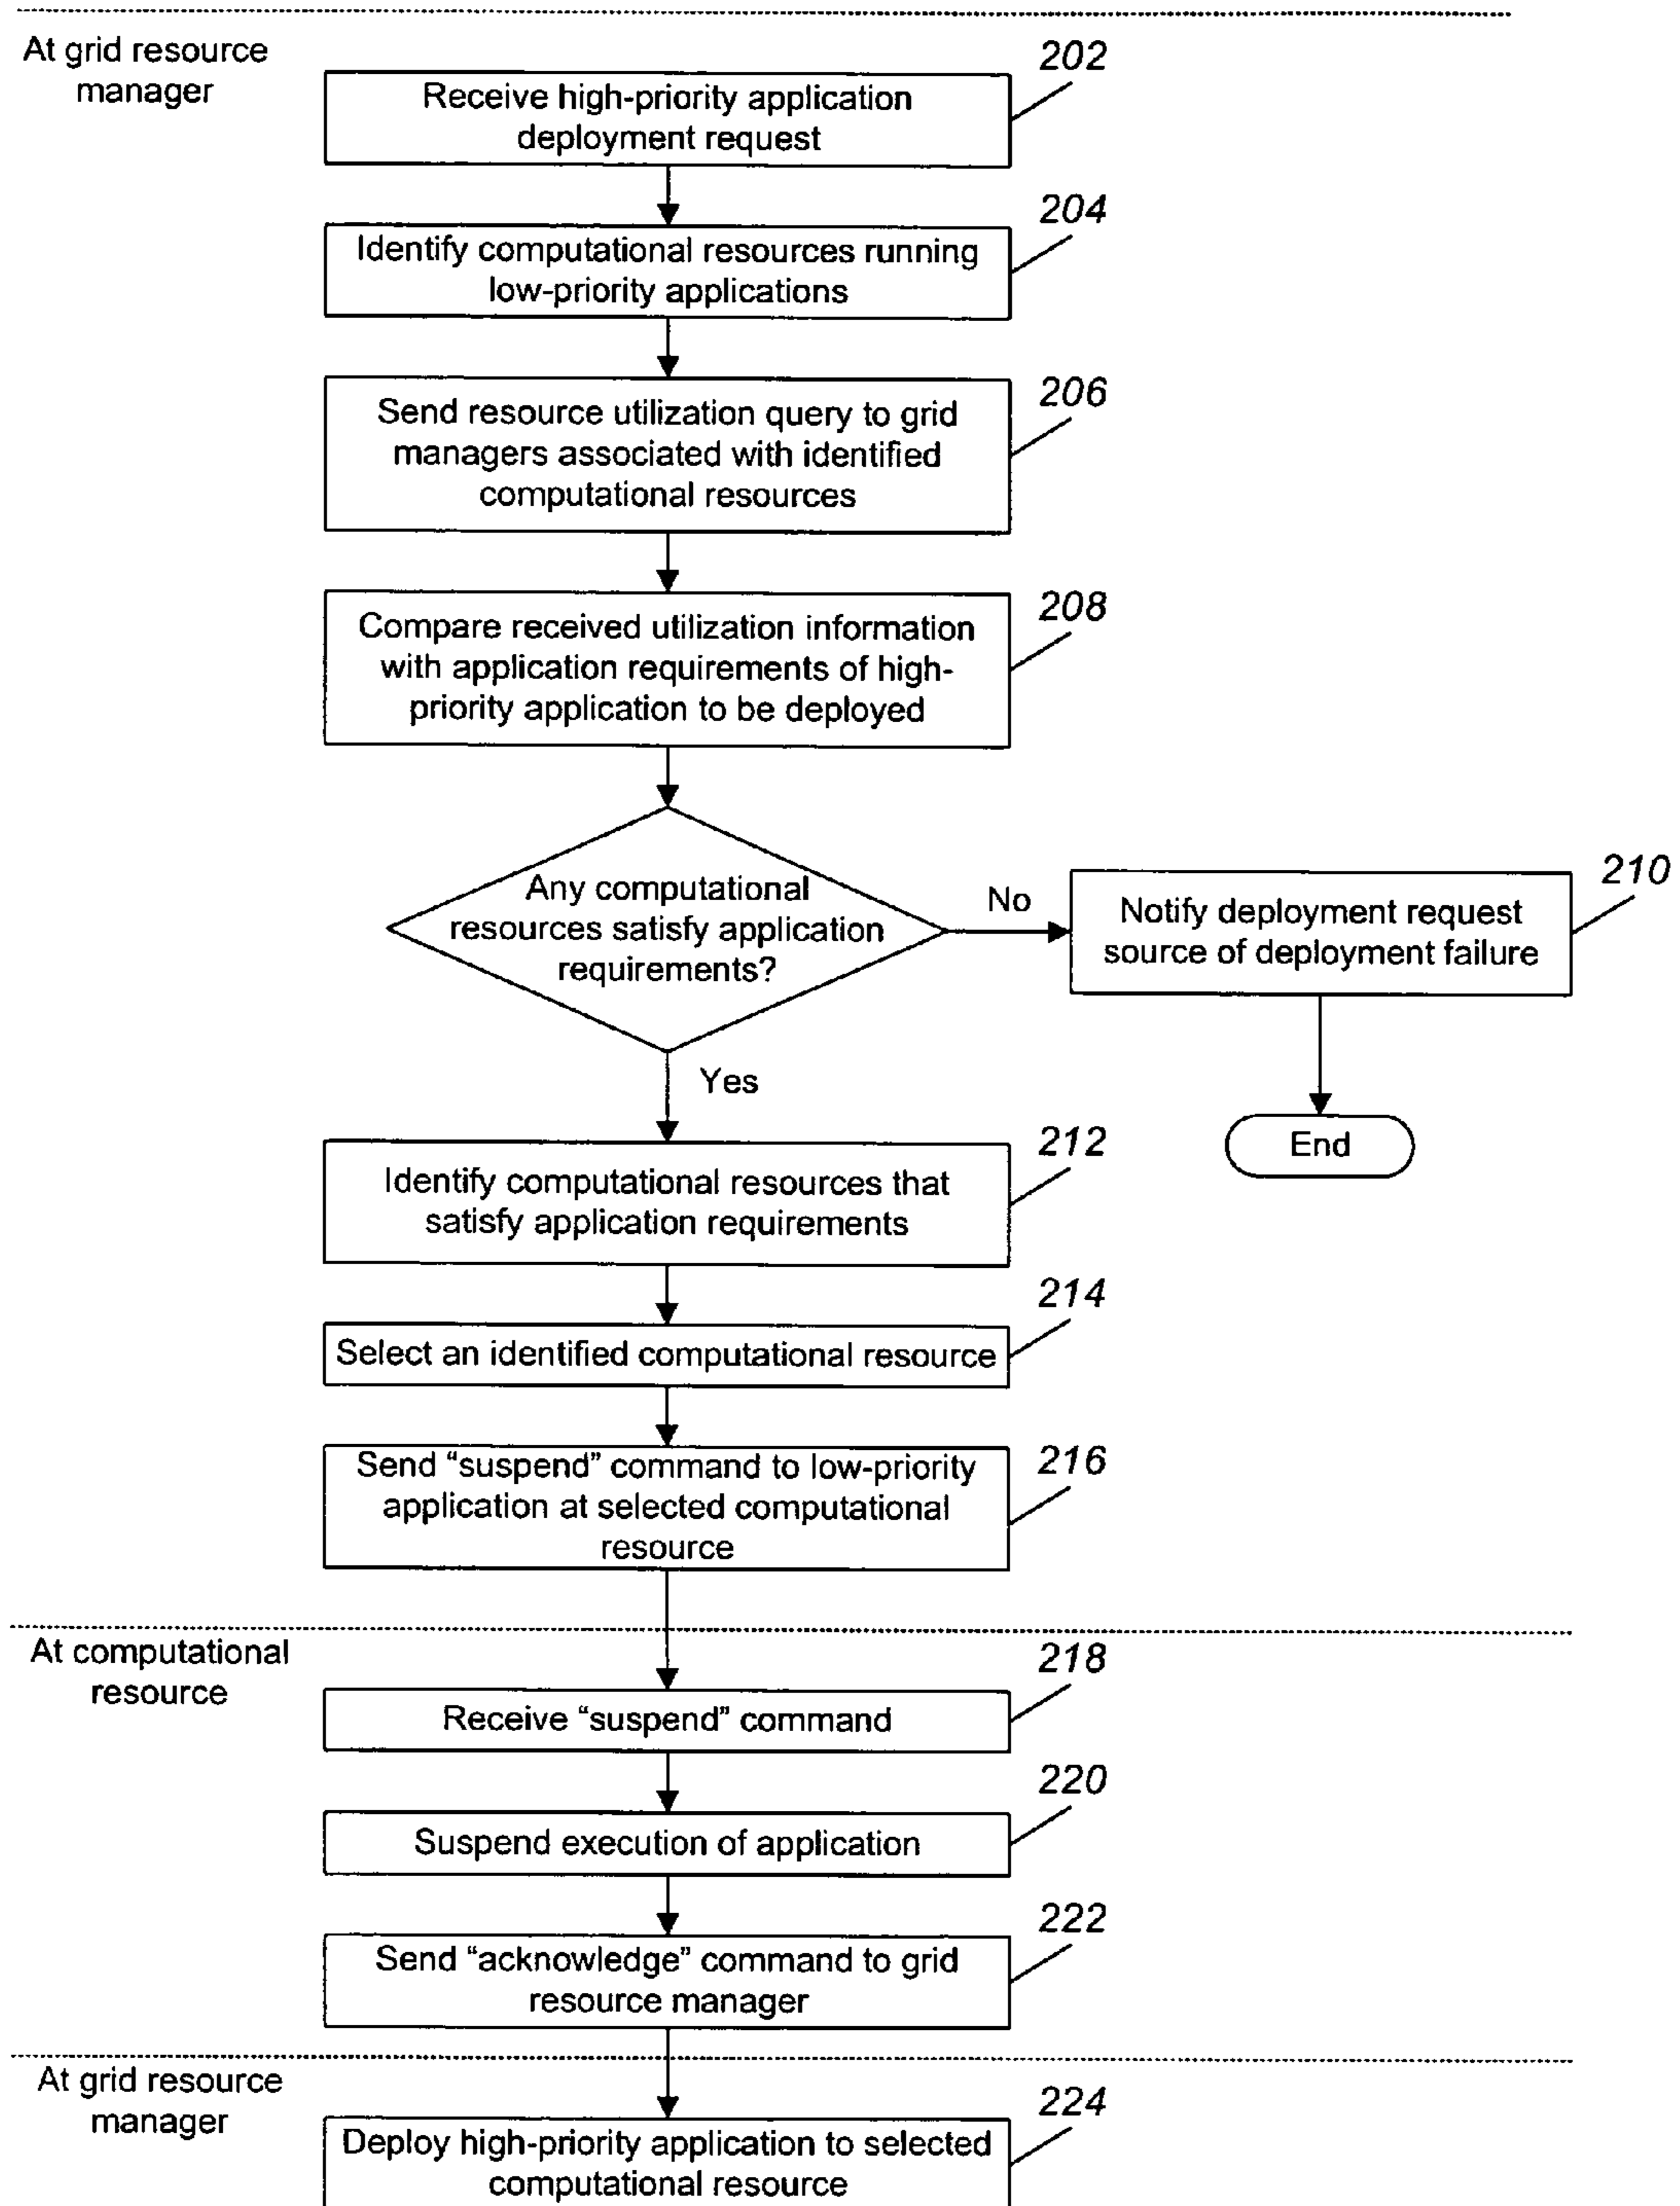 At grid resource
manager
202
Receive high-priority application
deployment request
204
Identify computational resources running
low-priority applications
206
Send resource utilization query to grid
managers associated with identified
computational resources
208
Compare received utilization information
with application requirements of high-
priority application to be deployed
Any computational
resources satisfy application
requirements?
No
210
Notify deployment request
source of deployment failure
End
Yes
212
Identify computational resources that
satisfy application requirements
214
Select an identified computational resource
216
Send “suspend” command to low-priority
application at selected computational
resource
At computational
resource
218
Receive “suspend” command
220
Suspend execution of application
222
Send “acknowledge” command to grid
resource manager
At grid resource
manager
224
Deploy high-priority application to selected
computational resource